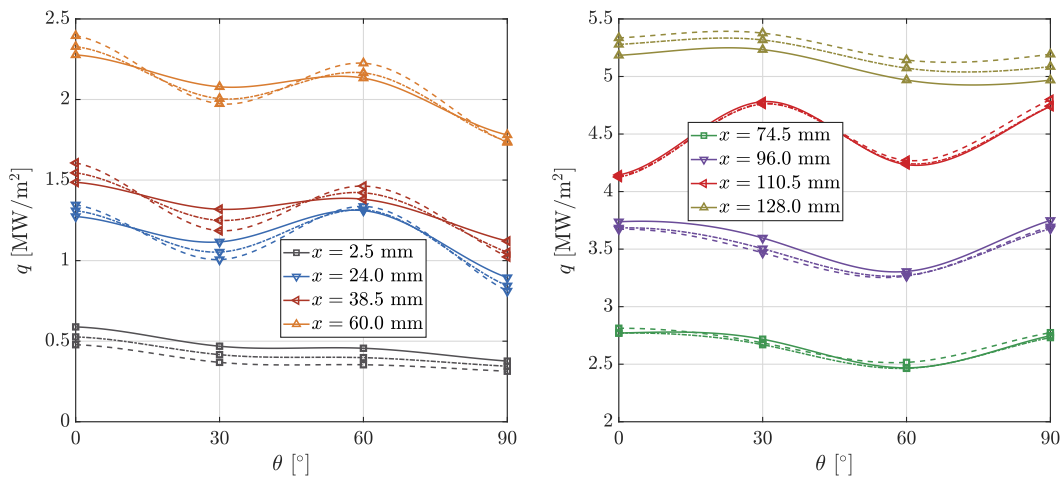 2.5
2
1.5
1
0.5
0
q [MW/m²]
0
30
60
90
θ [°]
x = 2.5 mm
x = 24.0 mm
x = 38.5 mm
x = 60.0 mm
5.5
5
4.5
4
3.5
3
2.5
2
q [MW/m²]
0
30
60
90
θ [°]
x = 74.5 mm
x = 96.0 mm
x = 110.5 mm
x = 128.0 mm